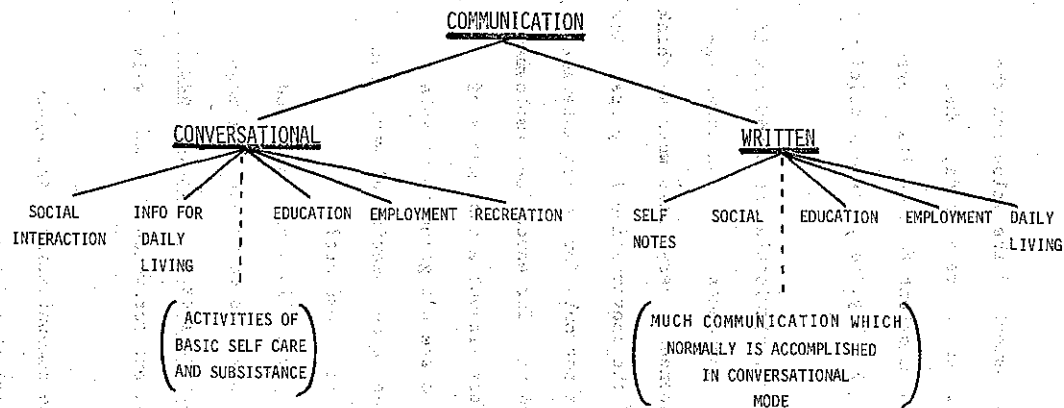 COMMUNICATION
CONVERSATIONAL
WRITTEN
SOCIAL
INTERACTION
INFO FOR
DAILY
LIVING
EDUCATION
EMPLOYMENT
RECREATION
SELF
NOTES
SOCIAL
EDUCATION
EMPLOYMENT
DAILY
LIVING
ACTIVITIES OF
BASIC SELF CARE
AND SUBSISTANCE
MUCH COMMUNICATION WHICH
NORMALLY IS ACCOMPLISHED
IN CONVERSATIONAL
MODE